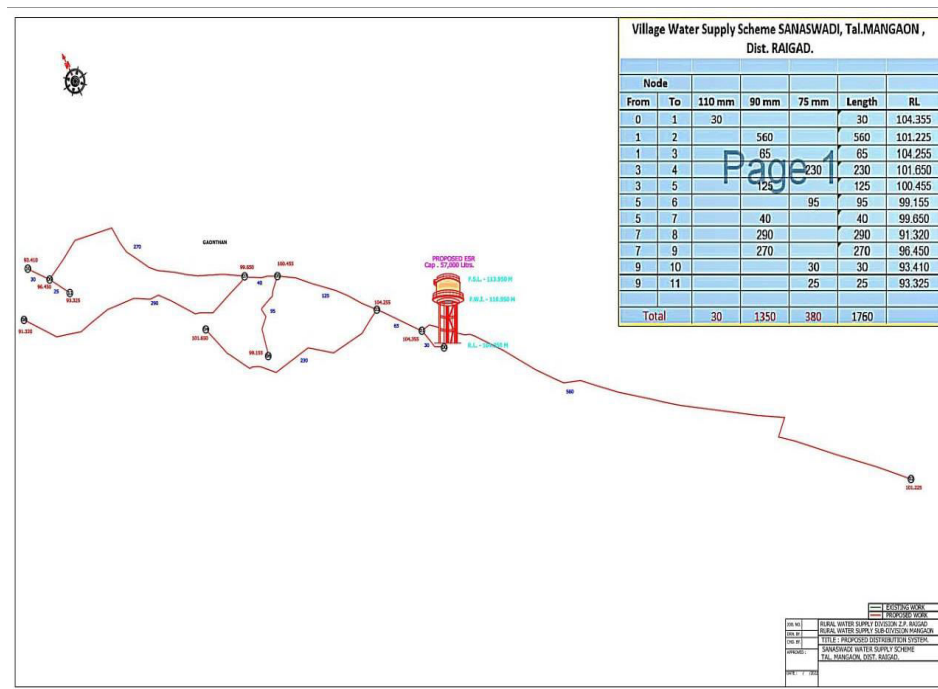 Village Water Supply Scheme SANASWADI, Tal.MANGAON ,
Dist. RAIGAD.
Node
From To 110 mm 90 mm 75 mm Length RL
0 1 30 30 104.355
1 2 560 560 101.225
1 3 65 65 104.255
3 4 230 230 101.650
3 5 125 125 100.455
5 6 95 95 99.155
5 7 40 40 99.650
7 8 290 290 91.320
7 9 270 270 96.450
9 10 30 30 93.410
9 11 25 25 93.325
Total 30 1350 380 1760
Page 1
GAONTHAN
270
93.410
30
96.450
25
93.325
99.650
40
100.455
125
290
91.320
101.650
95
99.155
220
104.255
65
104.355
30
PROPOSED ESR
Cap . 57,000 Ltrs.
560
101.225
EXISTING WORK
PROPOSED WORK
RURAL WATER SUPPLY DIVISION Z.P. RAIGAD
RURAL WATER SUPPLY SUB-DIVISION MANGAON
TITLE : PROPOSED DISTRIBUTION SYSTEM.
SANASWADI WATER SUPPLY SCHEME
TAL. MANGAON, DIST. RAIGAD.